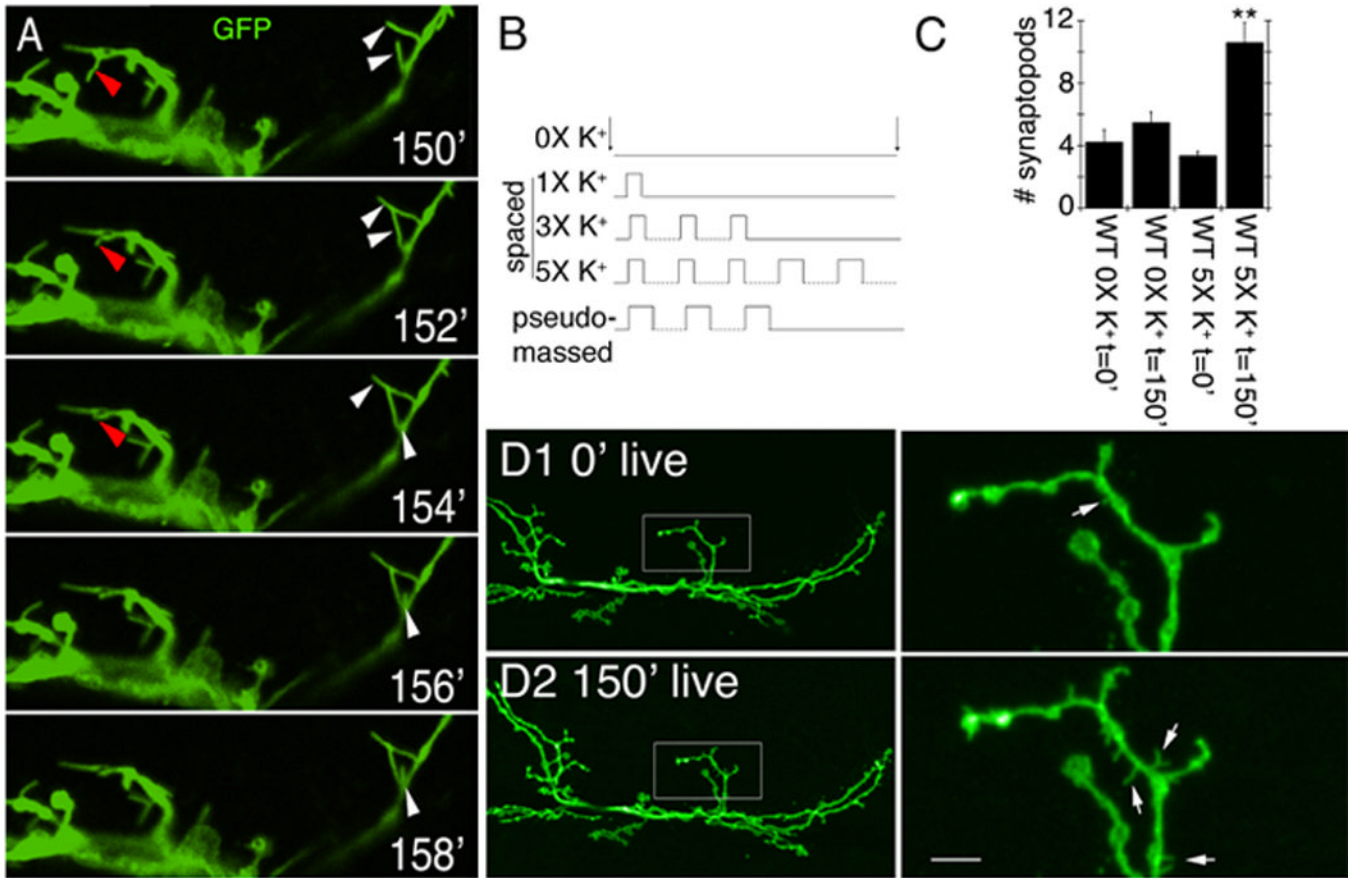 A
GFP
150’
152’
154’
156’
158’
B
0X K+
spaced
1X K+
3X K+
5X K+
pseudo-
massed
C
# synaptopods
12
8
4
0
**
WT 0X K+ t=0’
WT 0X K+ t=150’
WT 5X K+ t=0’
WT 5X K+ t=150’
D1 0’ live
D2 150’ live